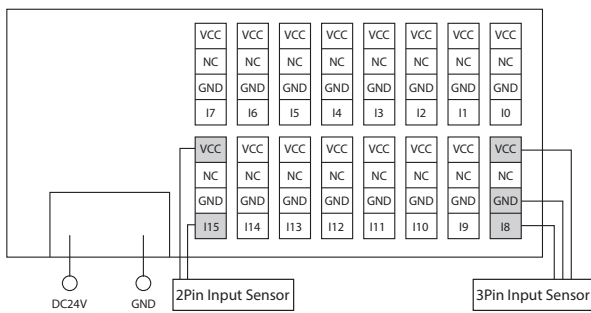 VCC VCC VCC VCC VCC VCC VCC VCC
NC NC NC NC NC NC NC NC
GND GND GND GND GND GND GND GND
I7 I6 I5 I4 I3 I2 I1 I0
VCC VCC VCC VCC VCC VCC VCC VCC
NC NC NC NC NC NC NC NC
GND GND GND GND GND GND GND GND
I15 I14 I13 I12 I11 I10 I9 I8
DC24V GND 2Pin Input Sensor 3Pin Input Sensor